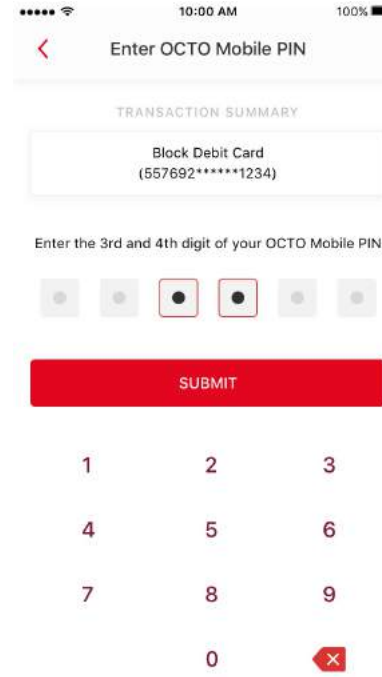 10:00 AM 100%
Enter OCTO Mobile PIN
TRANSACTION SUMMARY
Block Debit Card
(557692******1234)
Enter the 3rd and 4th digit of your OCTO Mobile PIN
SUBMIT
1 2 3
4 5 6
7 8 9
0